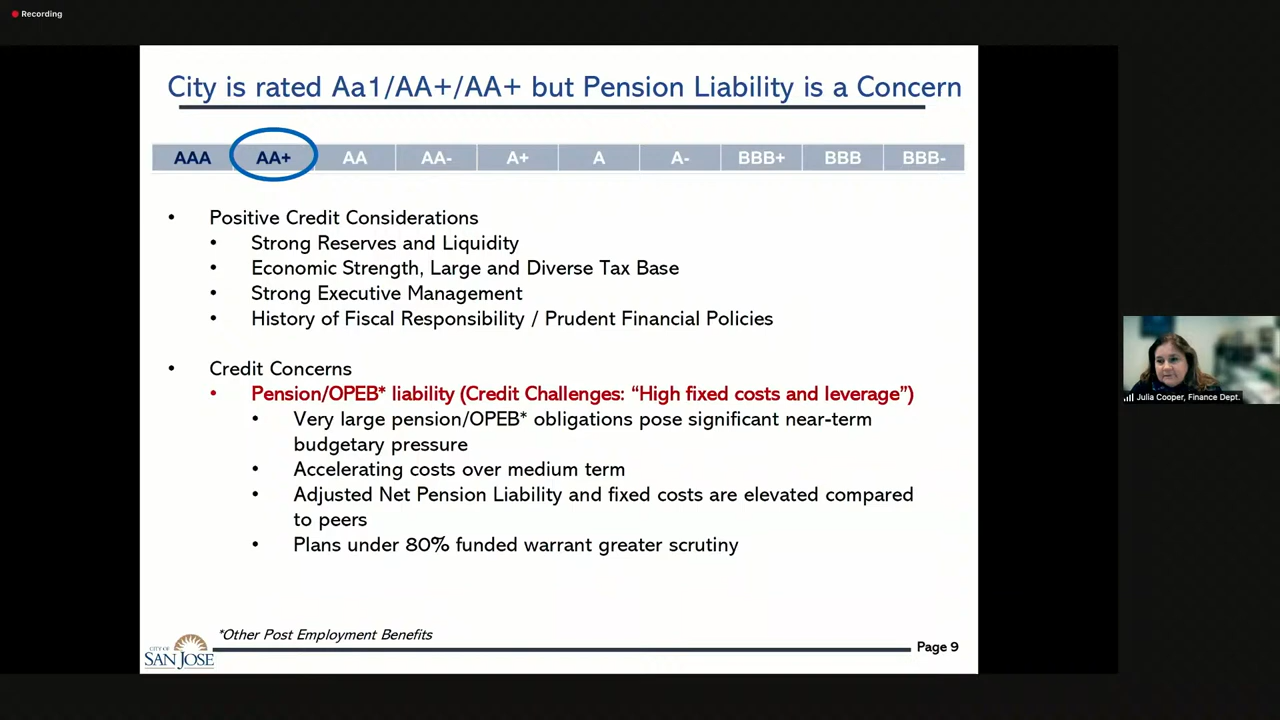 Recording
City is rated Aa1/AA+/AA+ but Pension Liability is a Concern
AAA AA+ AA AA- A+ A A- BBB+ BBB BBB-
• Positive Credit Considerations
• Strong Reserves and Liquidity
• Economic Strength, Large and Diverse Tax Base
• Strong Executive Management
• History of Fiscal Responsibility / Prudent Financial Policies
• Credit Concerns
• Pension/OPEB* liability (Credit Challenges: “High fixed costs and leverage”)
• Very large pension/OPEB* obligations pose significant near-term
budgetary pressure
• Accelerating costs over medium term
• Adjusted Net Pension Liability and fixed costs are elevated compared
to peers
• Plans under 80% funded warrant greater scrutiny
*Other Post Employment Benefits
CITY OF
SAN JOSE
Page 9
Julia Cooper, Finance Dept.